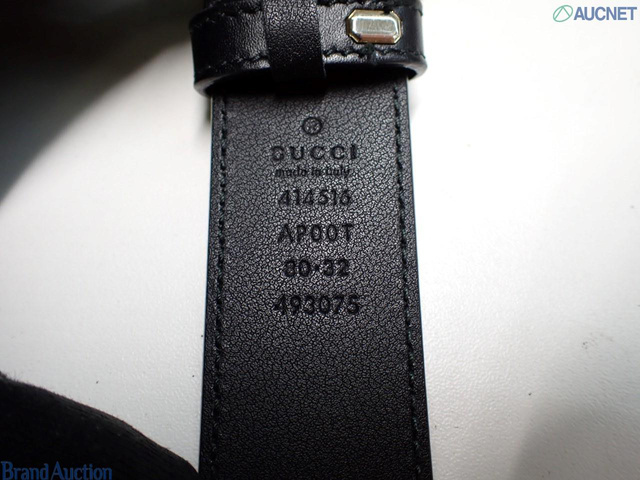 AUCNET
GUCCI
made in italy
414516
AP00T
80·32
493075
Brand Auction